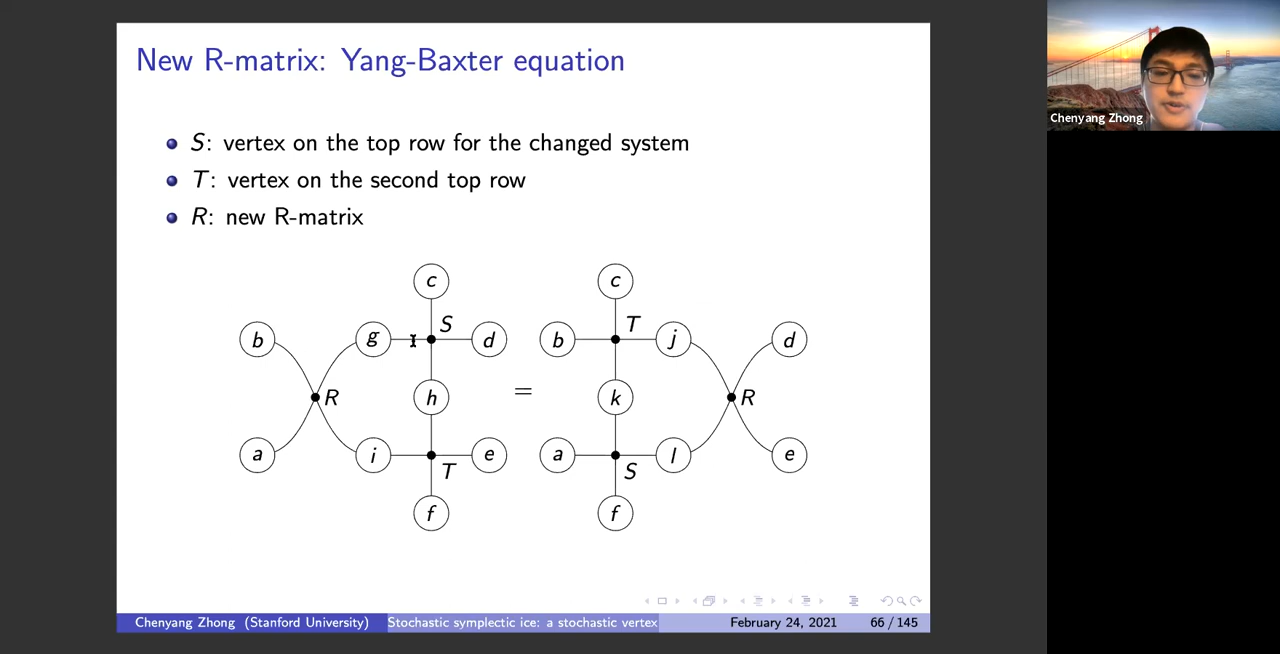 New R-matrix: Yang-Baxter equation
S: vertex on the top row for the changed system
T: vertex on the second top row
R: new R-matrix
c c
S T
b g d b j d
R h = k R
a i e a l e
T S
f f
Chenyang Zhong (Stanford University) Stochastic symplectic ice: a stochastic vertex February 24, 2021 66 / 145
Chenyang Zhong